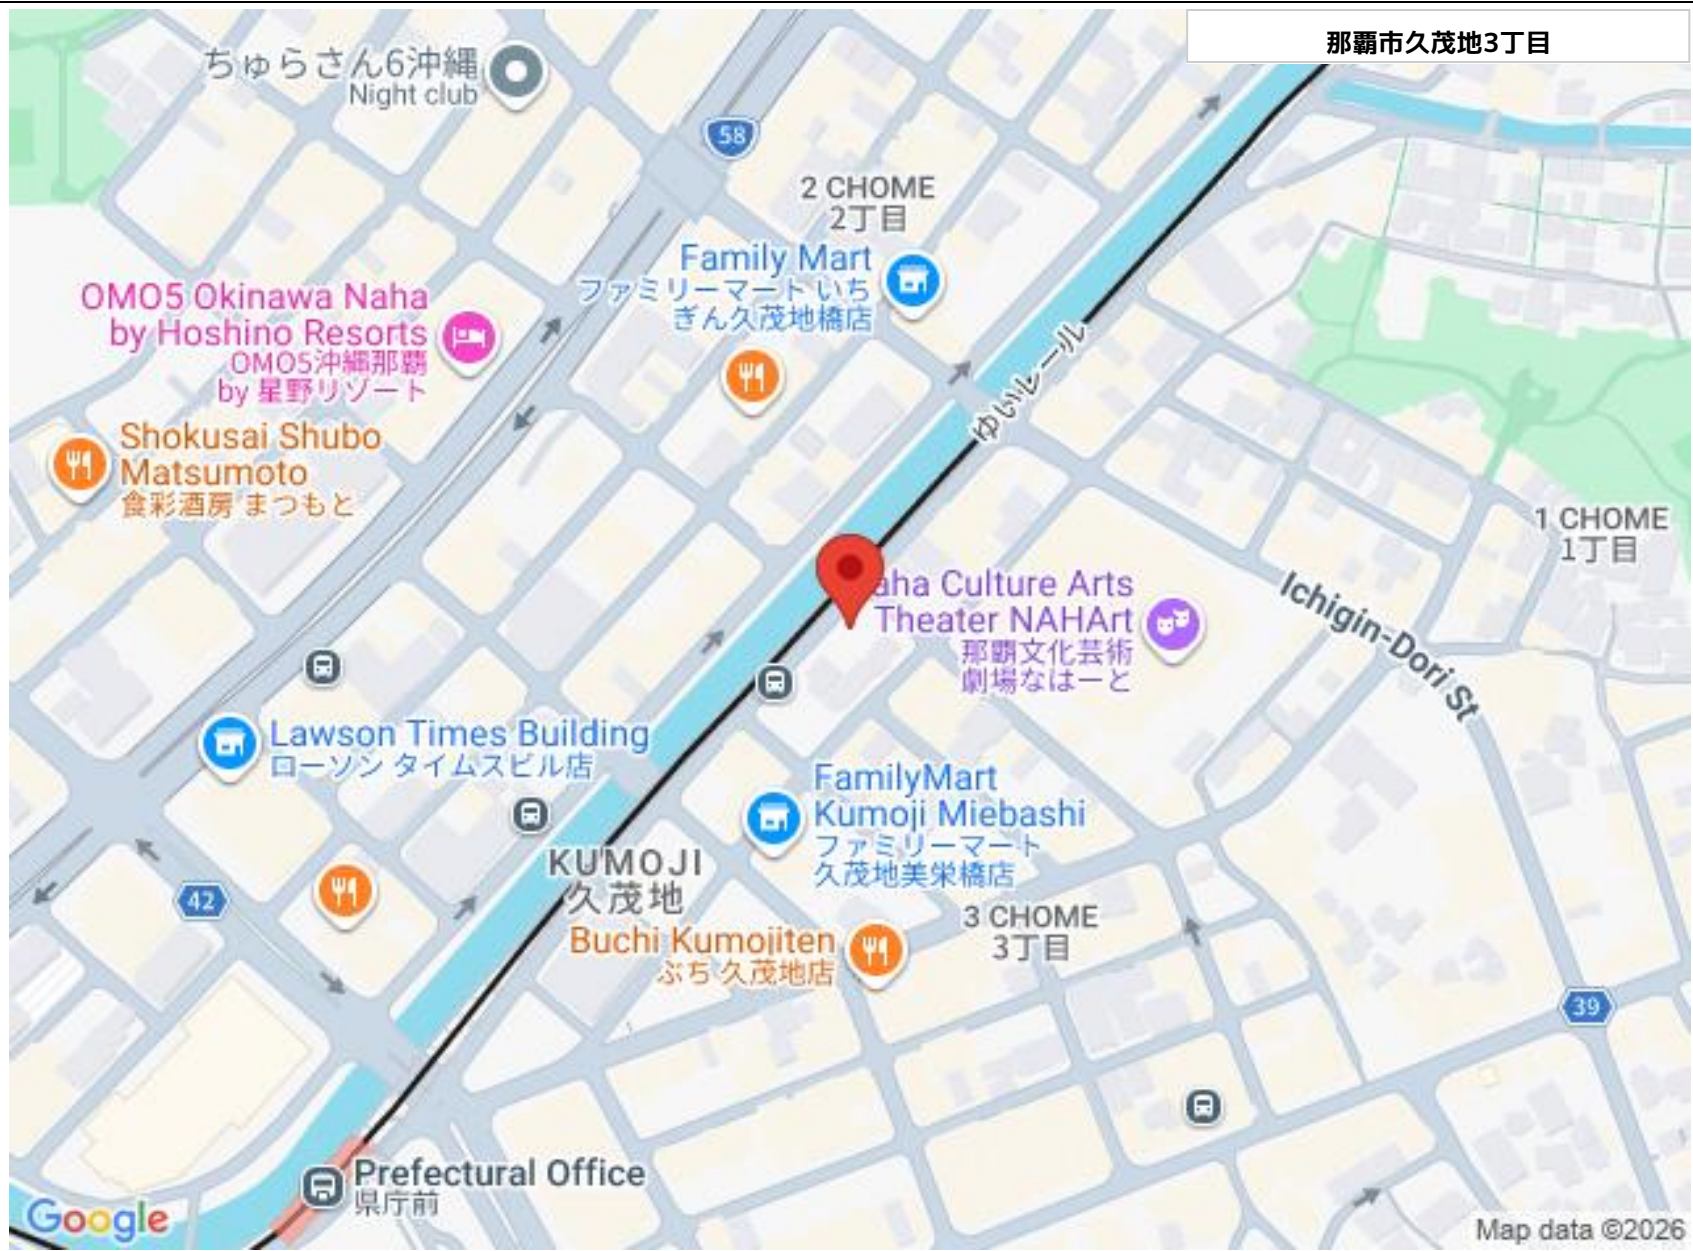 那覇市久茂地3丁目
ちゅらさん6沖縄
Night club
58
2 CHOME
2丁目
Family Mart
ファミリーマート いち
ぎん久茂地橋店
OMO5 Okinawa Naha
by Hoshino Resorts
OMO5沖縄那覇
by 星野リゾート
ゆいレール
Shokusai Shubo
Matsumoto
食彩酒房 まつもと
1 CHOME
1丁目
aha Culture Arts
Theater NAHArt
那覇文化芸術
劇場なはーと
Ichigin-Dori St
Lawson Times Building
ローソン タイムスビル店
FamilyMart
Kumoji Miebashi
ファミリーマート
久茂地美栄橋店
KUMOJI
久茂地
42
3 CHOME
3丁目
Buchi Kumojiten
ぶち 久茂地店
39
Prefectural Office
県庁前
Google
Map data ©2026